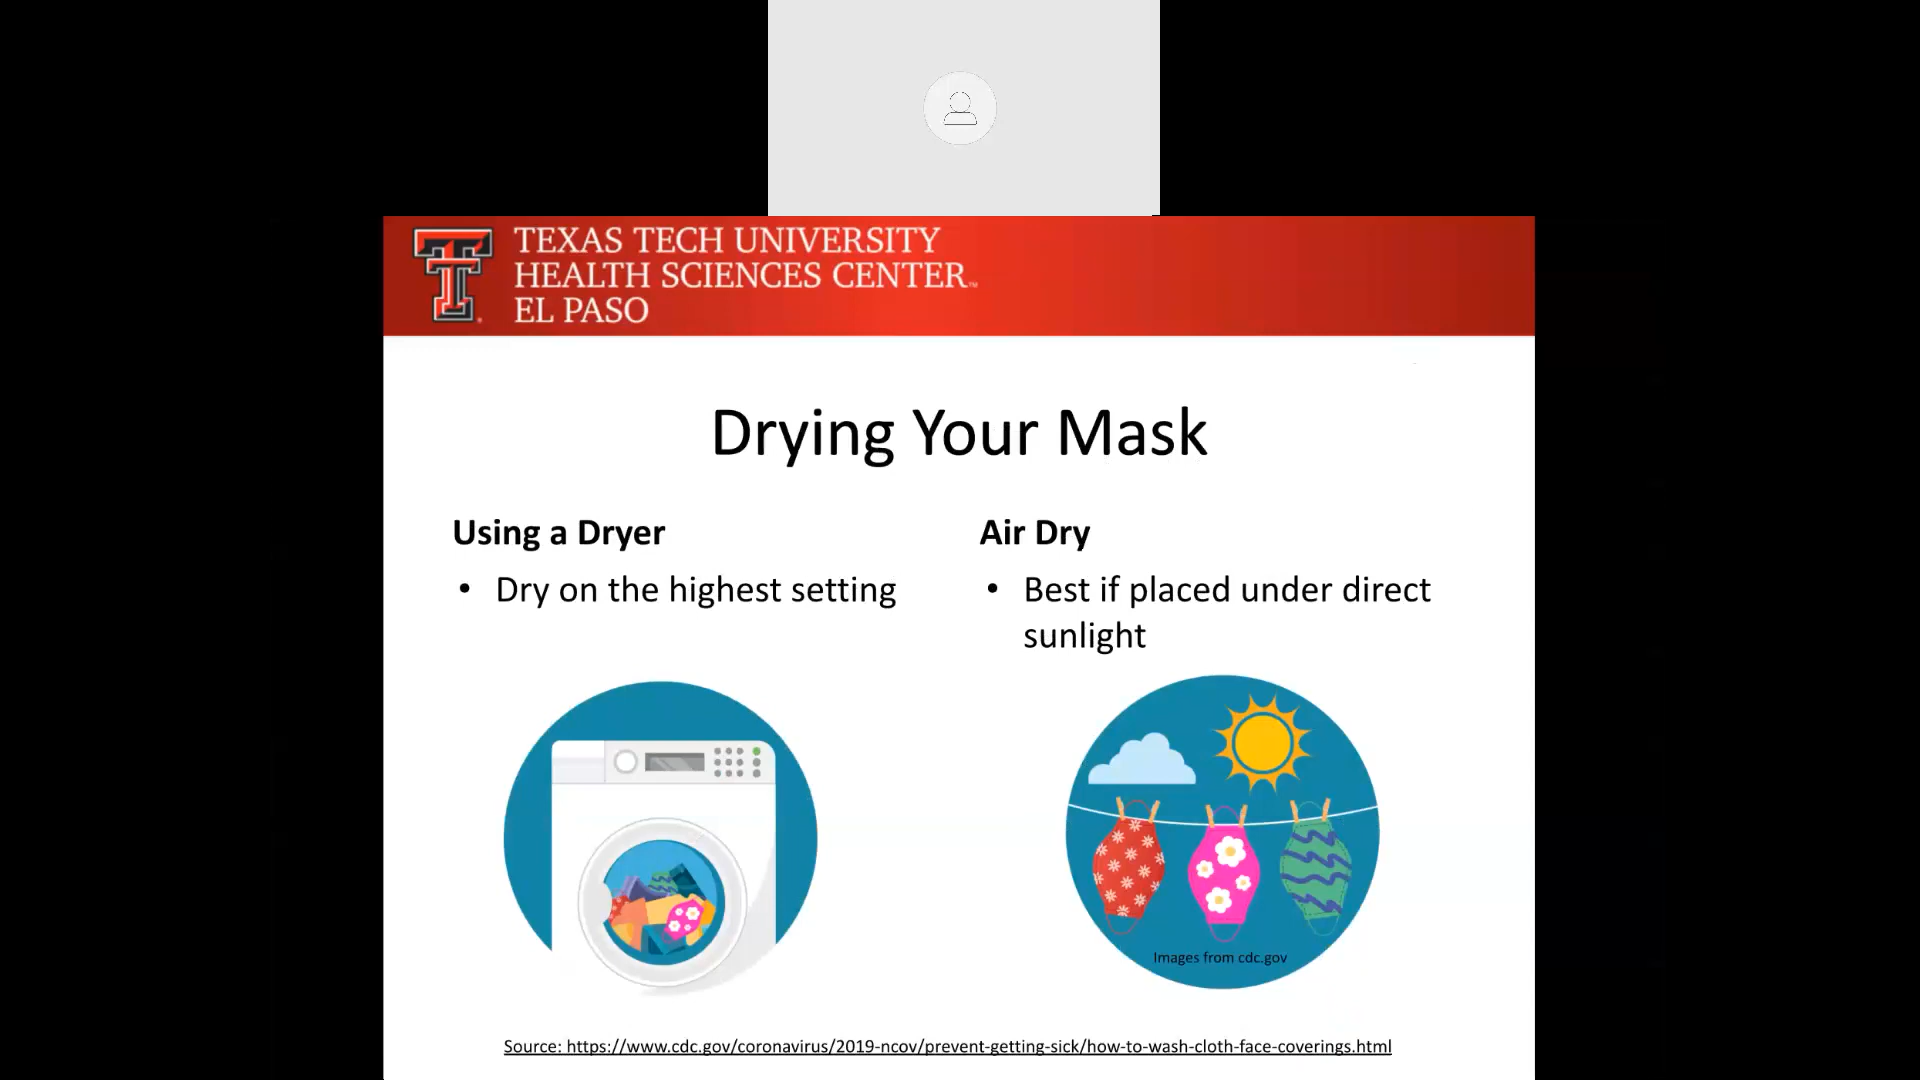 TEXAS TECH UNIVERSITY
HEALTH SCIENCES CENTER™
EL PASO
Drying Your Mask
Using a Dryer
• Dry on the highest setting
Air Dry
• Best if placed under direct
sunlight
Images from cdc.gov
Source: https://www.cdc.gov/coronavirus/2019-ncov/prevent-getting-sick/how-to-wash-cloth-face-coverings.html